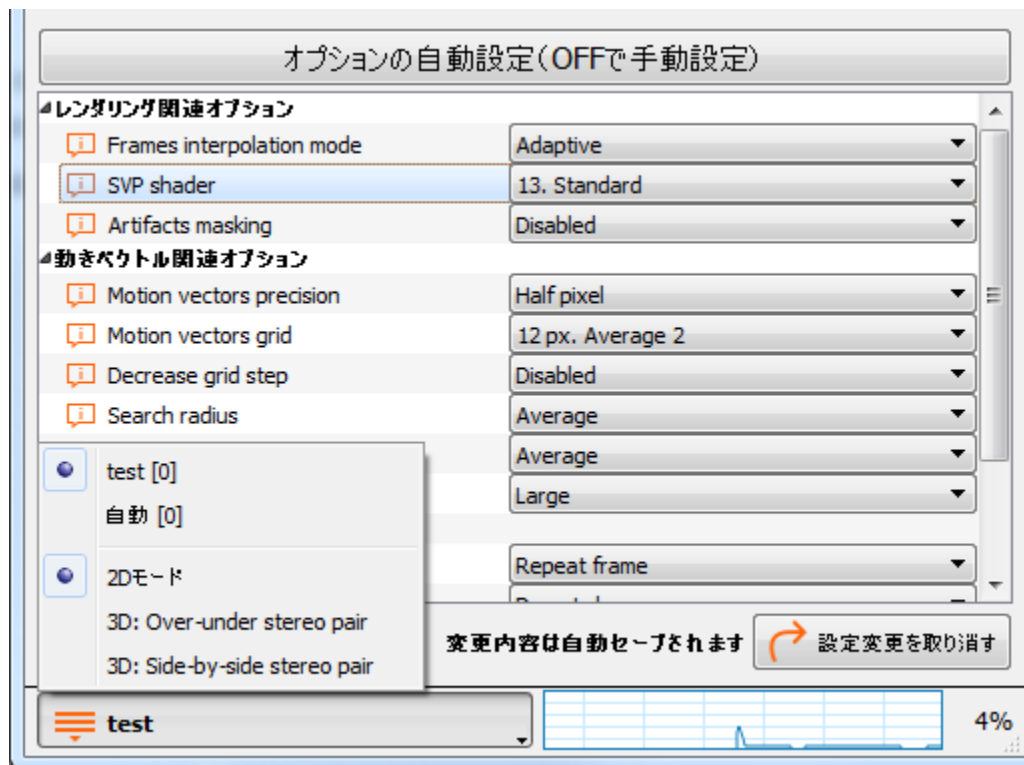 オプションの自動設定(OFFで手動設定)
レンダリング関連オプション
Frames interpolation mode Adaptive
SVP shader 13. Standard
Artifacts masking Disabled
動きベクトル関連オプション
Motion vectors precision Half pixel
Motion vectors grid 12 px. Average 2
Decrease grid step Disabled
Search radius Average
Average
Large
Repeat frame
test [0]
自動 [0]
2Dモード
3D: Over-under stereo pair
3D: Side-by-side stereo pair
変更内容は自動セーブされます 設定変更を取り消す
test 4%